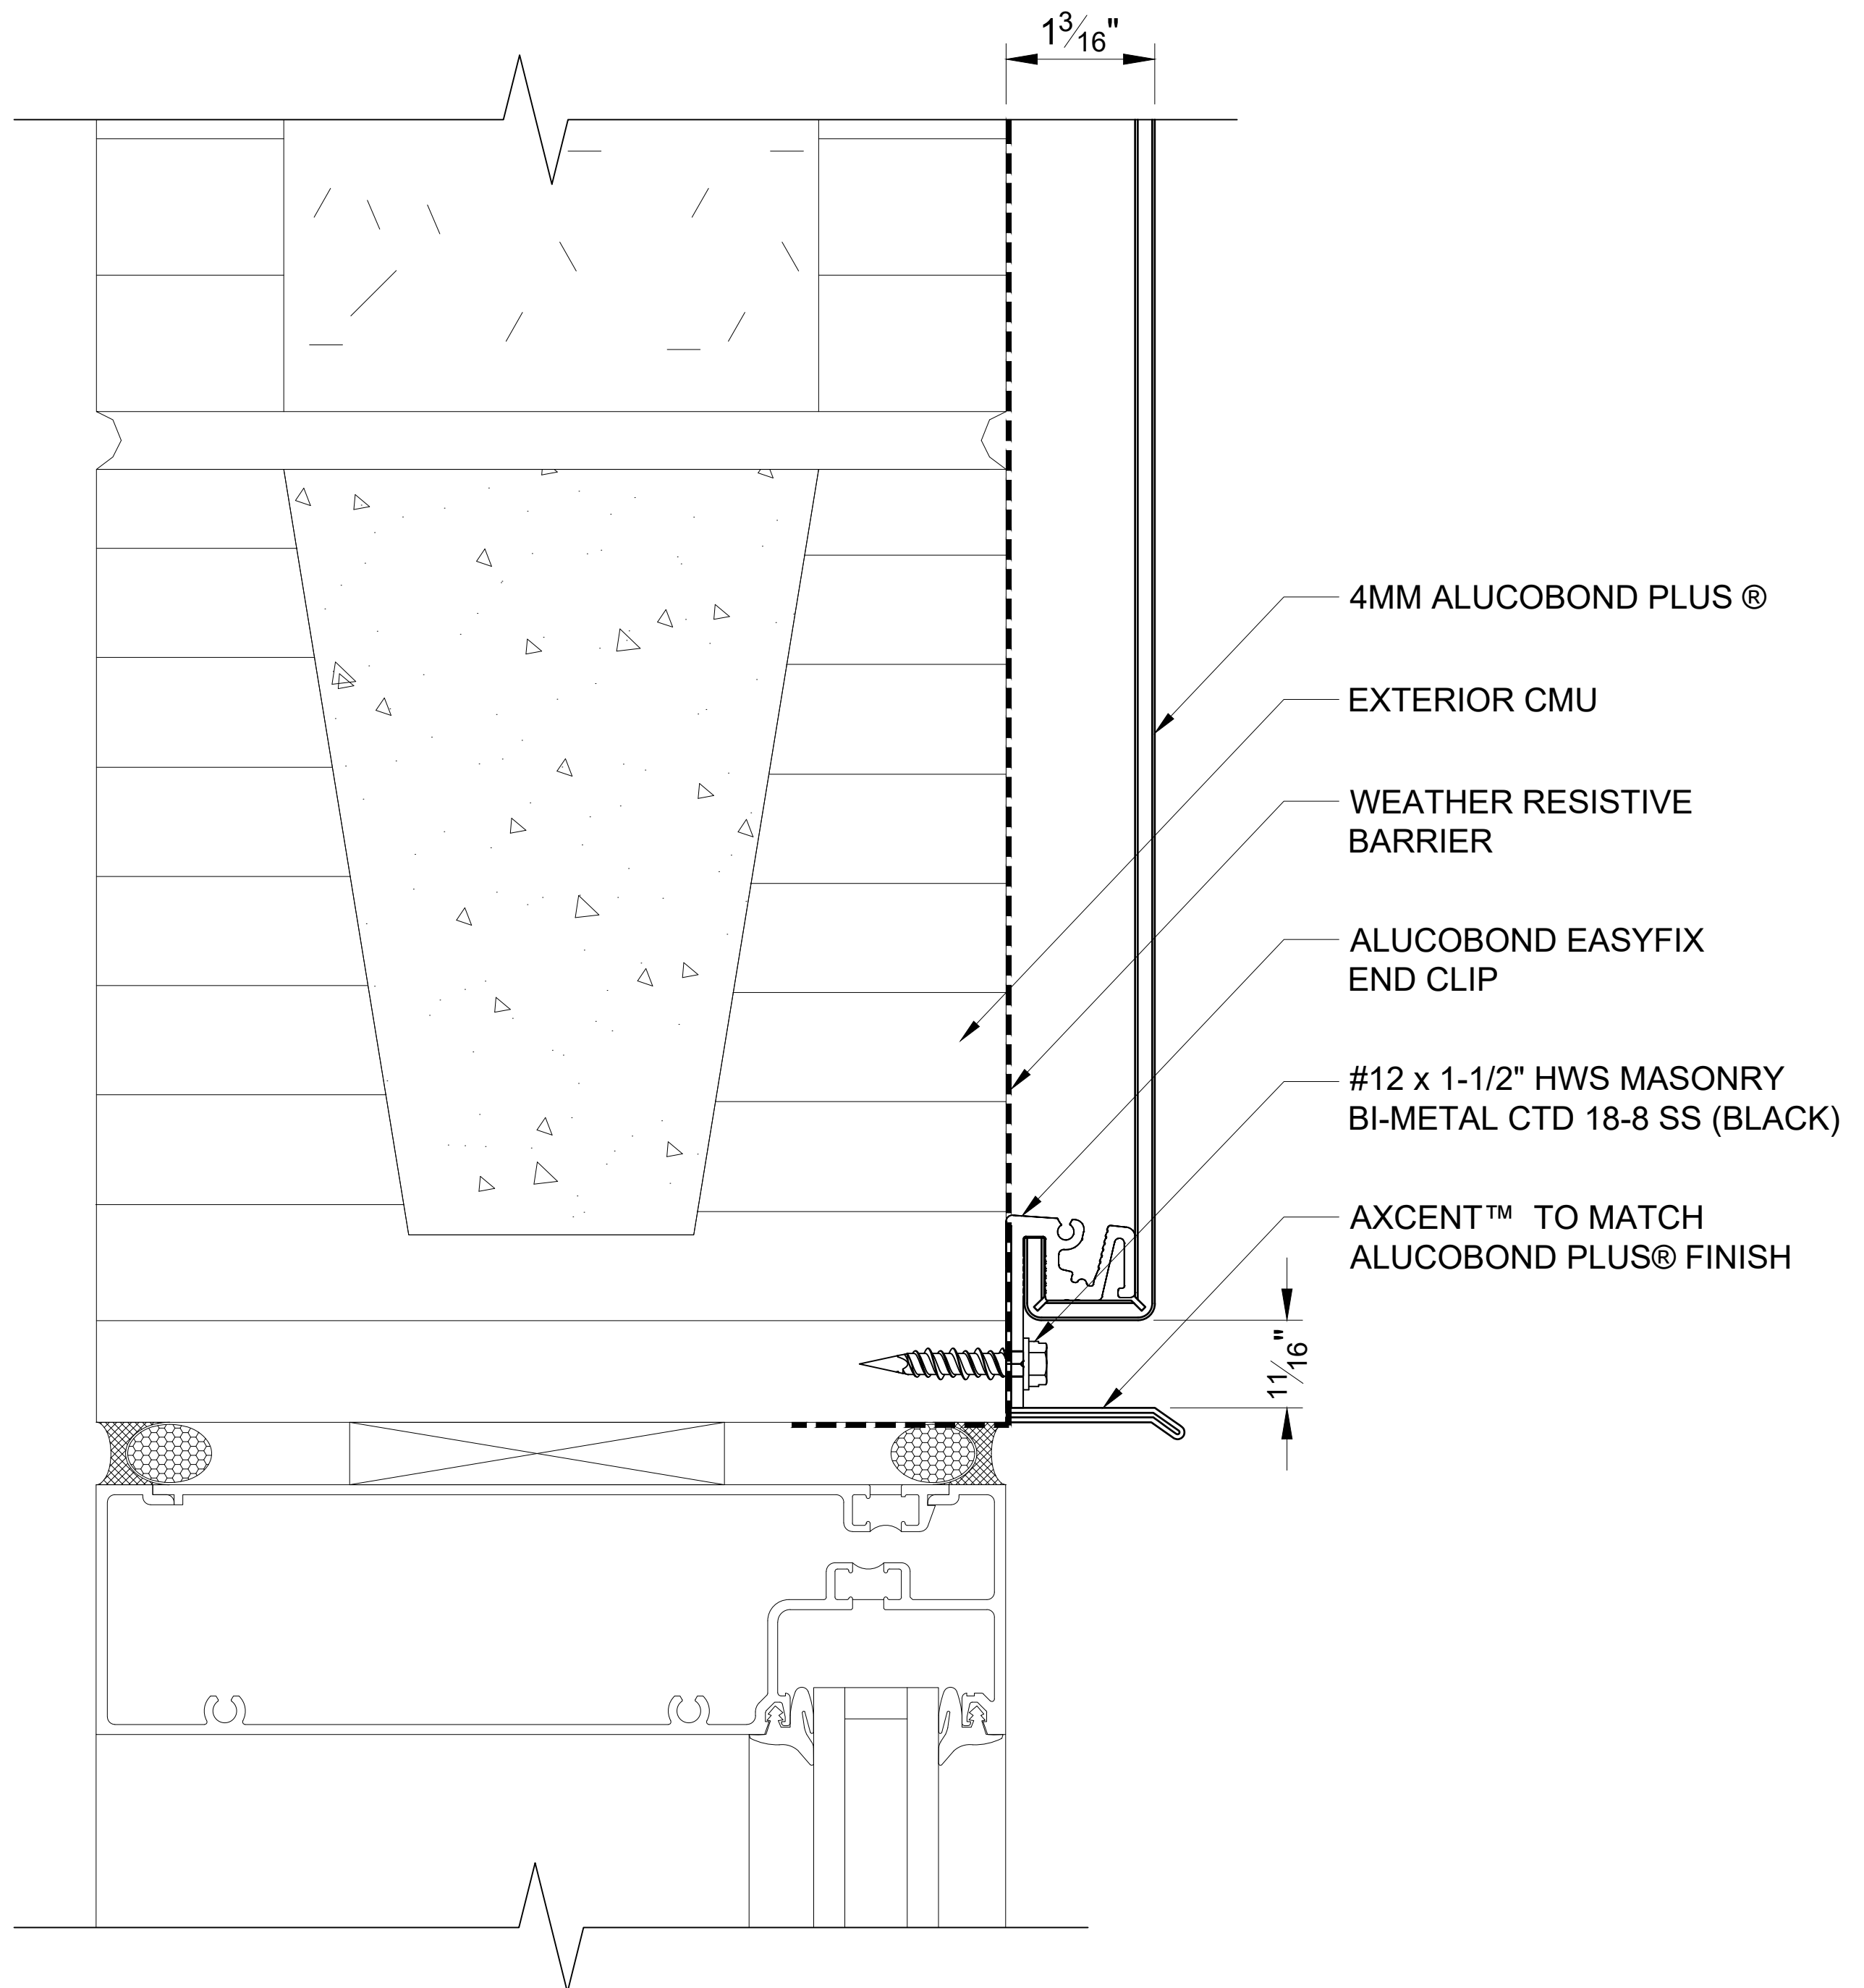 1 3/16"
4MM ALUCOBOND PLUS ®
EXTERIOR CMU
WEATHER RESISTIVE
BARRIER
ALUCOBOND EASYFIX
END CLIP
#12 x 1-1/2" HWS MASONRY
BI-METAL CTD 18-8 SS (BLACK)
AXCENT™ TO MATCH
ALUCOBOND PLUS® FINISH
11/16"